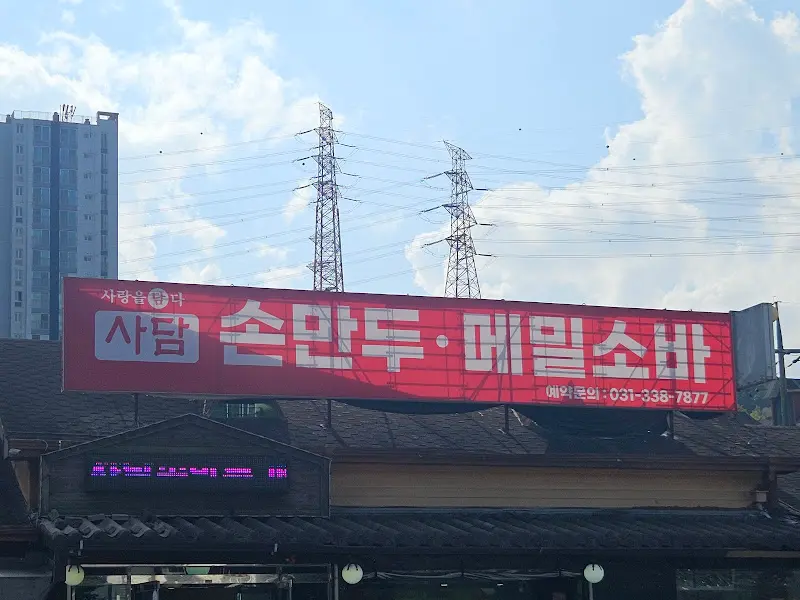 사랑을 담다
사담 손만두·메밀소바
예약문의 : 031-338-7877